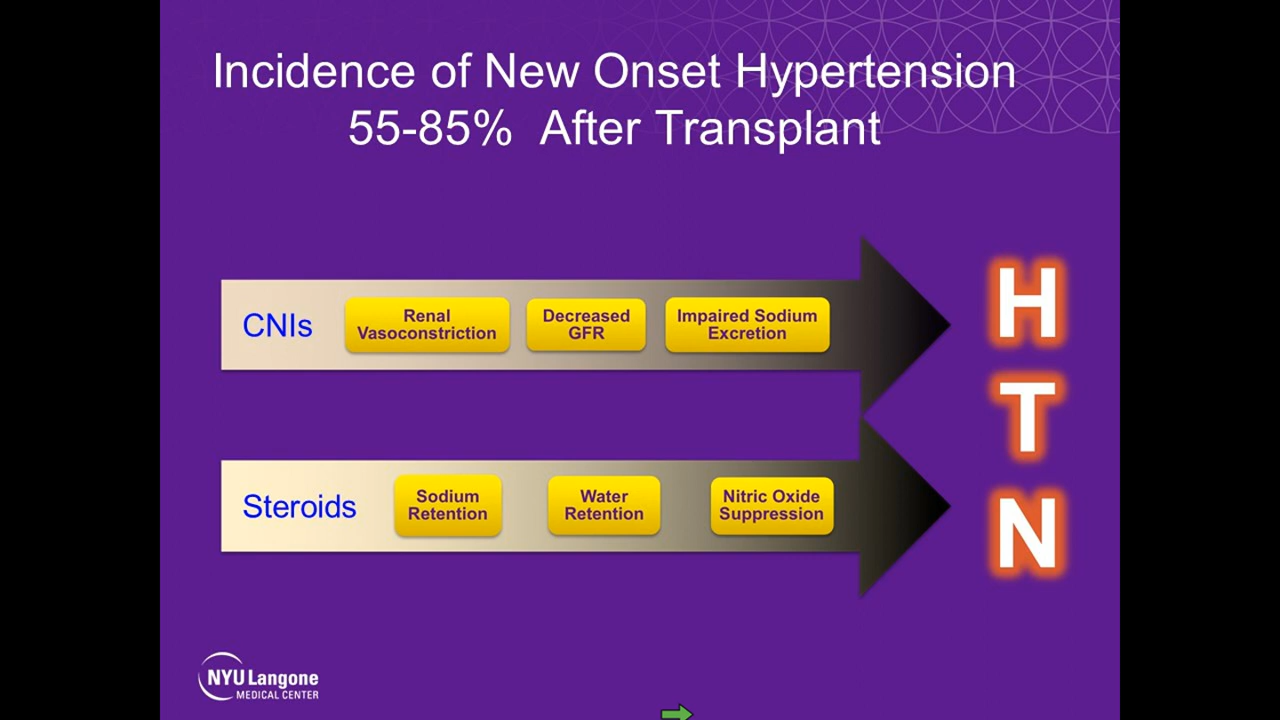 Incidence of New Onset Hypertension
55-85% After Transplant
CNIs
Renal
Vasoconstriction
Decreased
GFR
Impaired Sodium
Excretion
Steroids
Sodium
Retention
Water
Retention
Nitric Oxide
Suppression
H
T
N
NYU Langone
MEDICAL CENTER